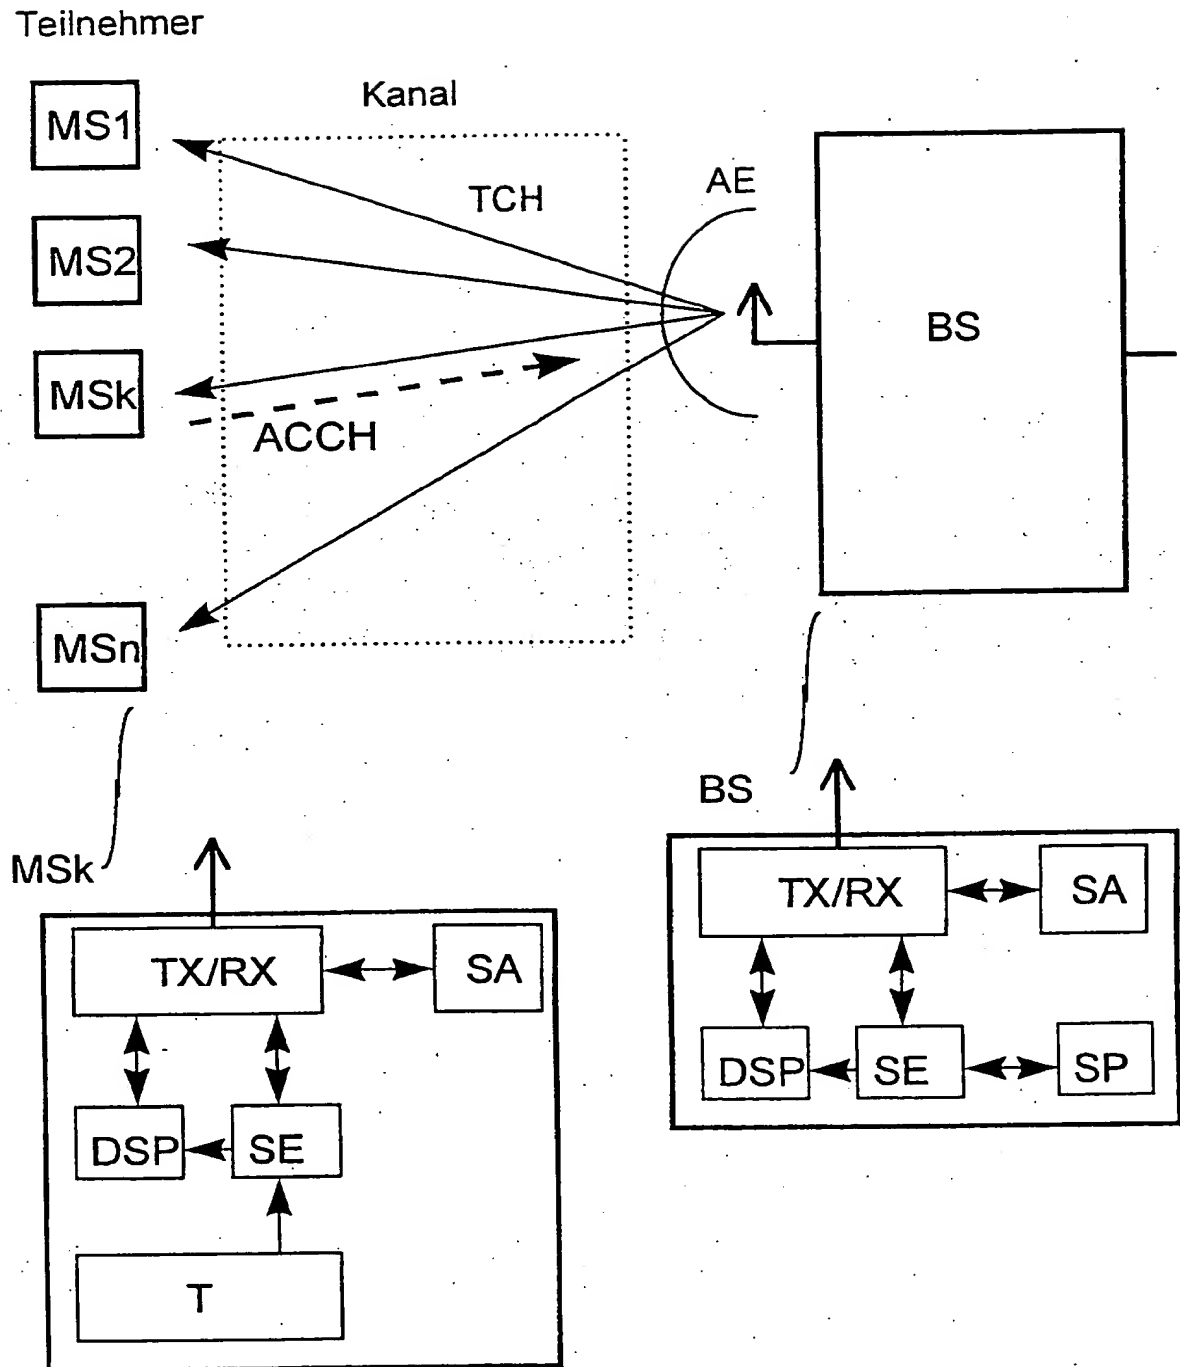 Teilnehmer
Kanal
MS1
TCH
AE
MS2
BS
MSk
ACCH
MSn
BS
MSk
TX/RX
SA
DSP
SE
SP
TX/RX
SA
DSP
SE
T